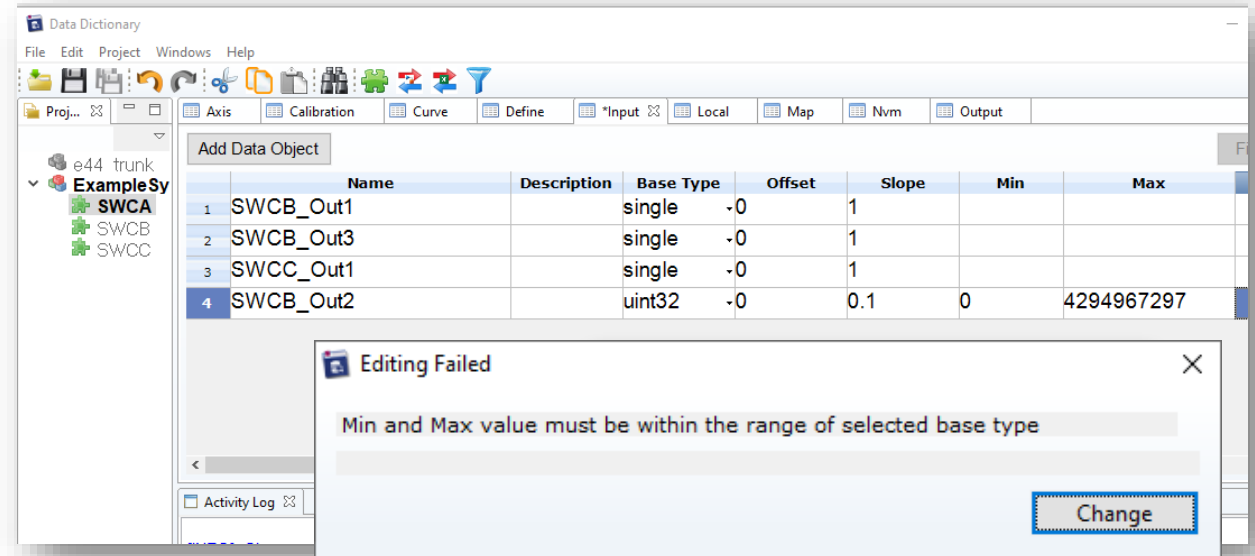 Data Dictionary
File Edit Project Windows Help
Proj... Axis Calibration Curve Define *Input Local Map Nvm Output
Add Data Object
e44 trunk
ExampleSy
SWCA
SWCB
SWCC
Name Description Base Type Offset Slope Min Max
1 SWCB_Out1 single 0 1
2 SWCB_Out3 single 0 1
3 SWCC_Out1 single 0 1
4 SWCB_Out2 uint32 0 0.1 0 4294967297
Editing Failed
Min and Max value must be within the range of selected base type
Change
Activity Log